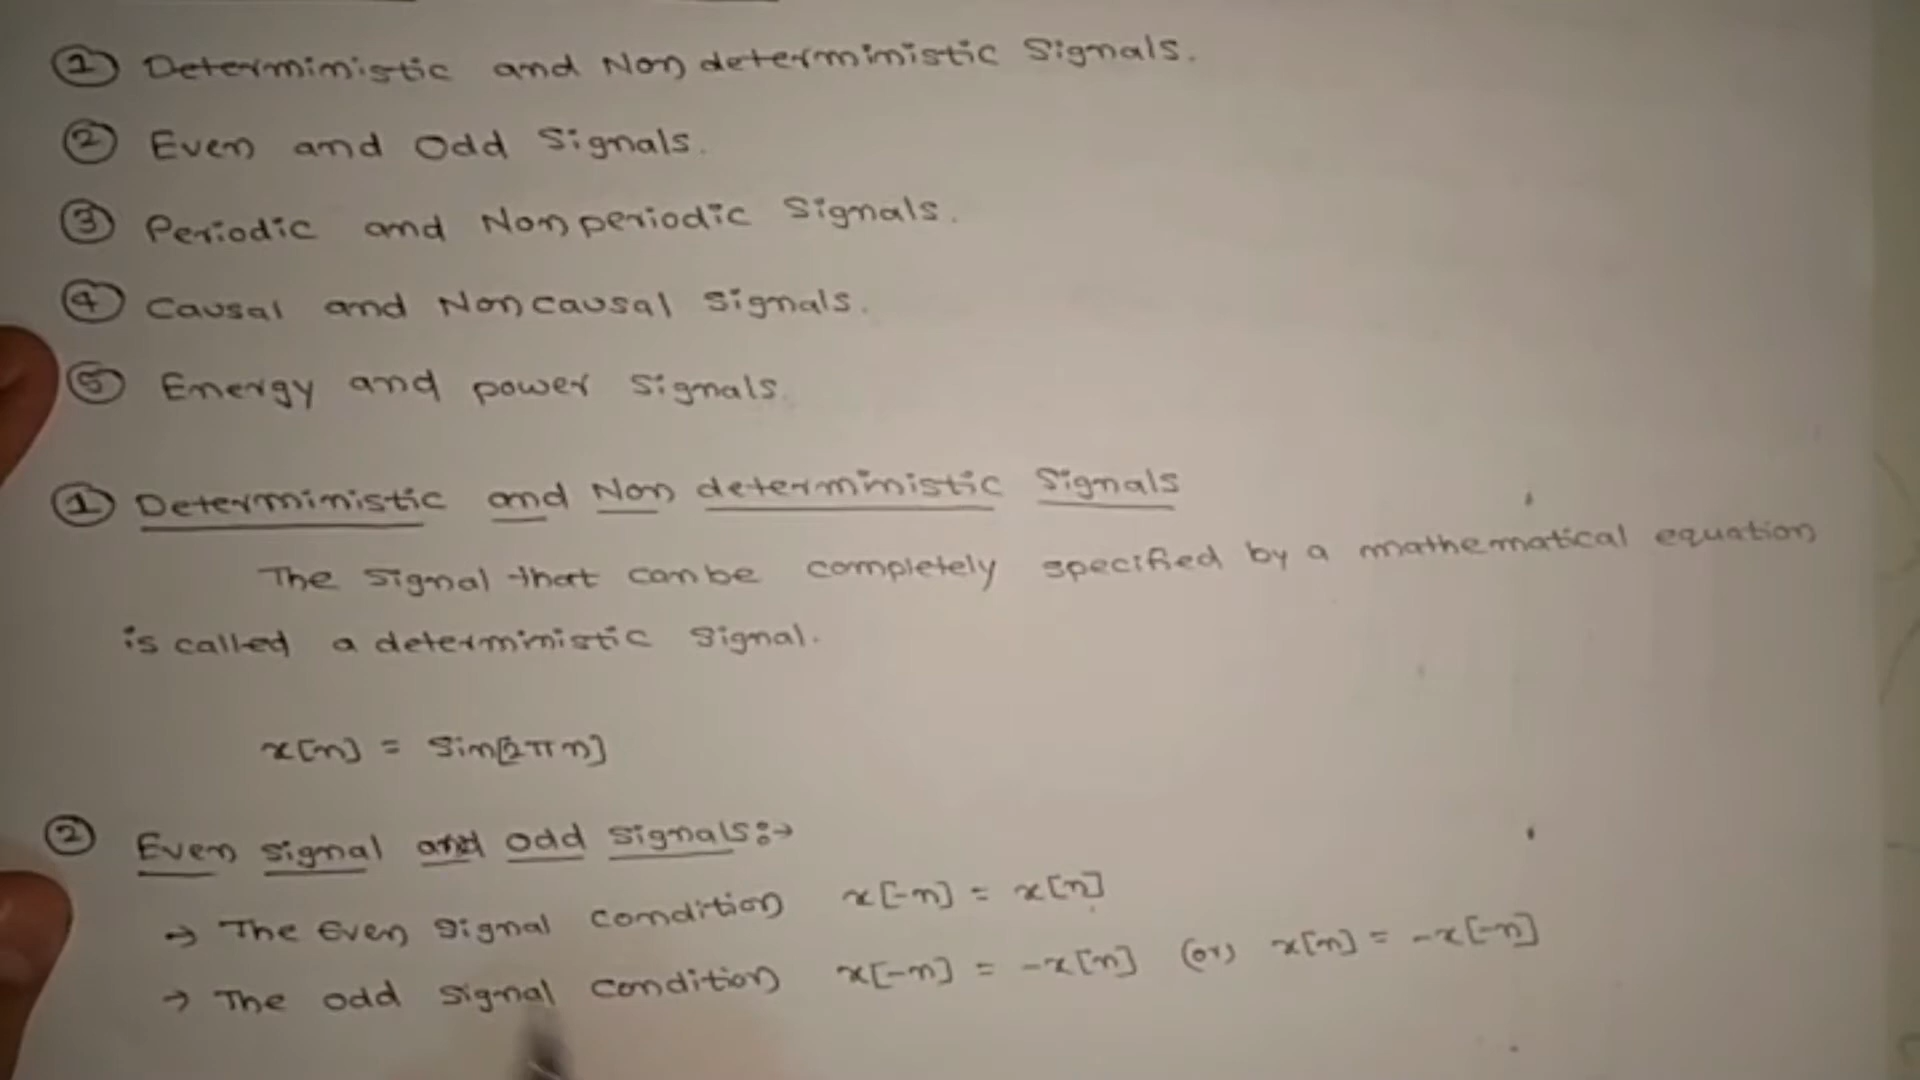 ① Deterministic and Non deterministic Signals.
② Even and Odd Signals.
③ Periodic and Non periodic Signals.
④ Causal and Non causal Signals.
⑤ Energy and power Signals.
① Deterministic and Non deterministic Signals
The Signal that can be completely specified by a mathematical equation
is called a deterministic Signal.
x[n] = Sin[2πn]
② Even signal and odd signals:→
→ The Even Signal Condition x[-n] = x[n]
→ The odd Signal Condition x[-n] = -x[n] (or) x[n] = -x[-n]